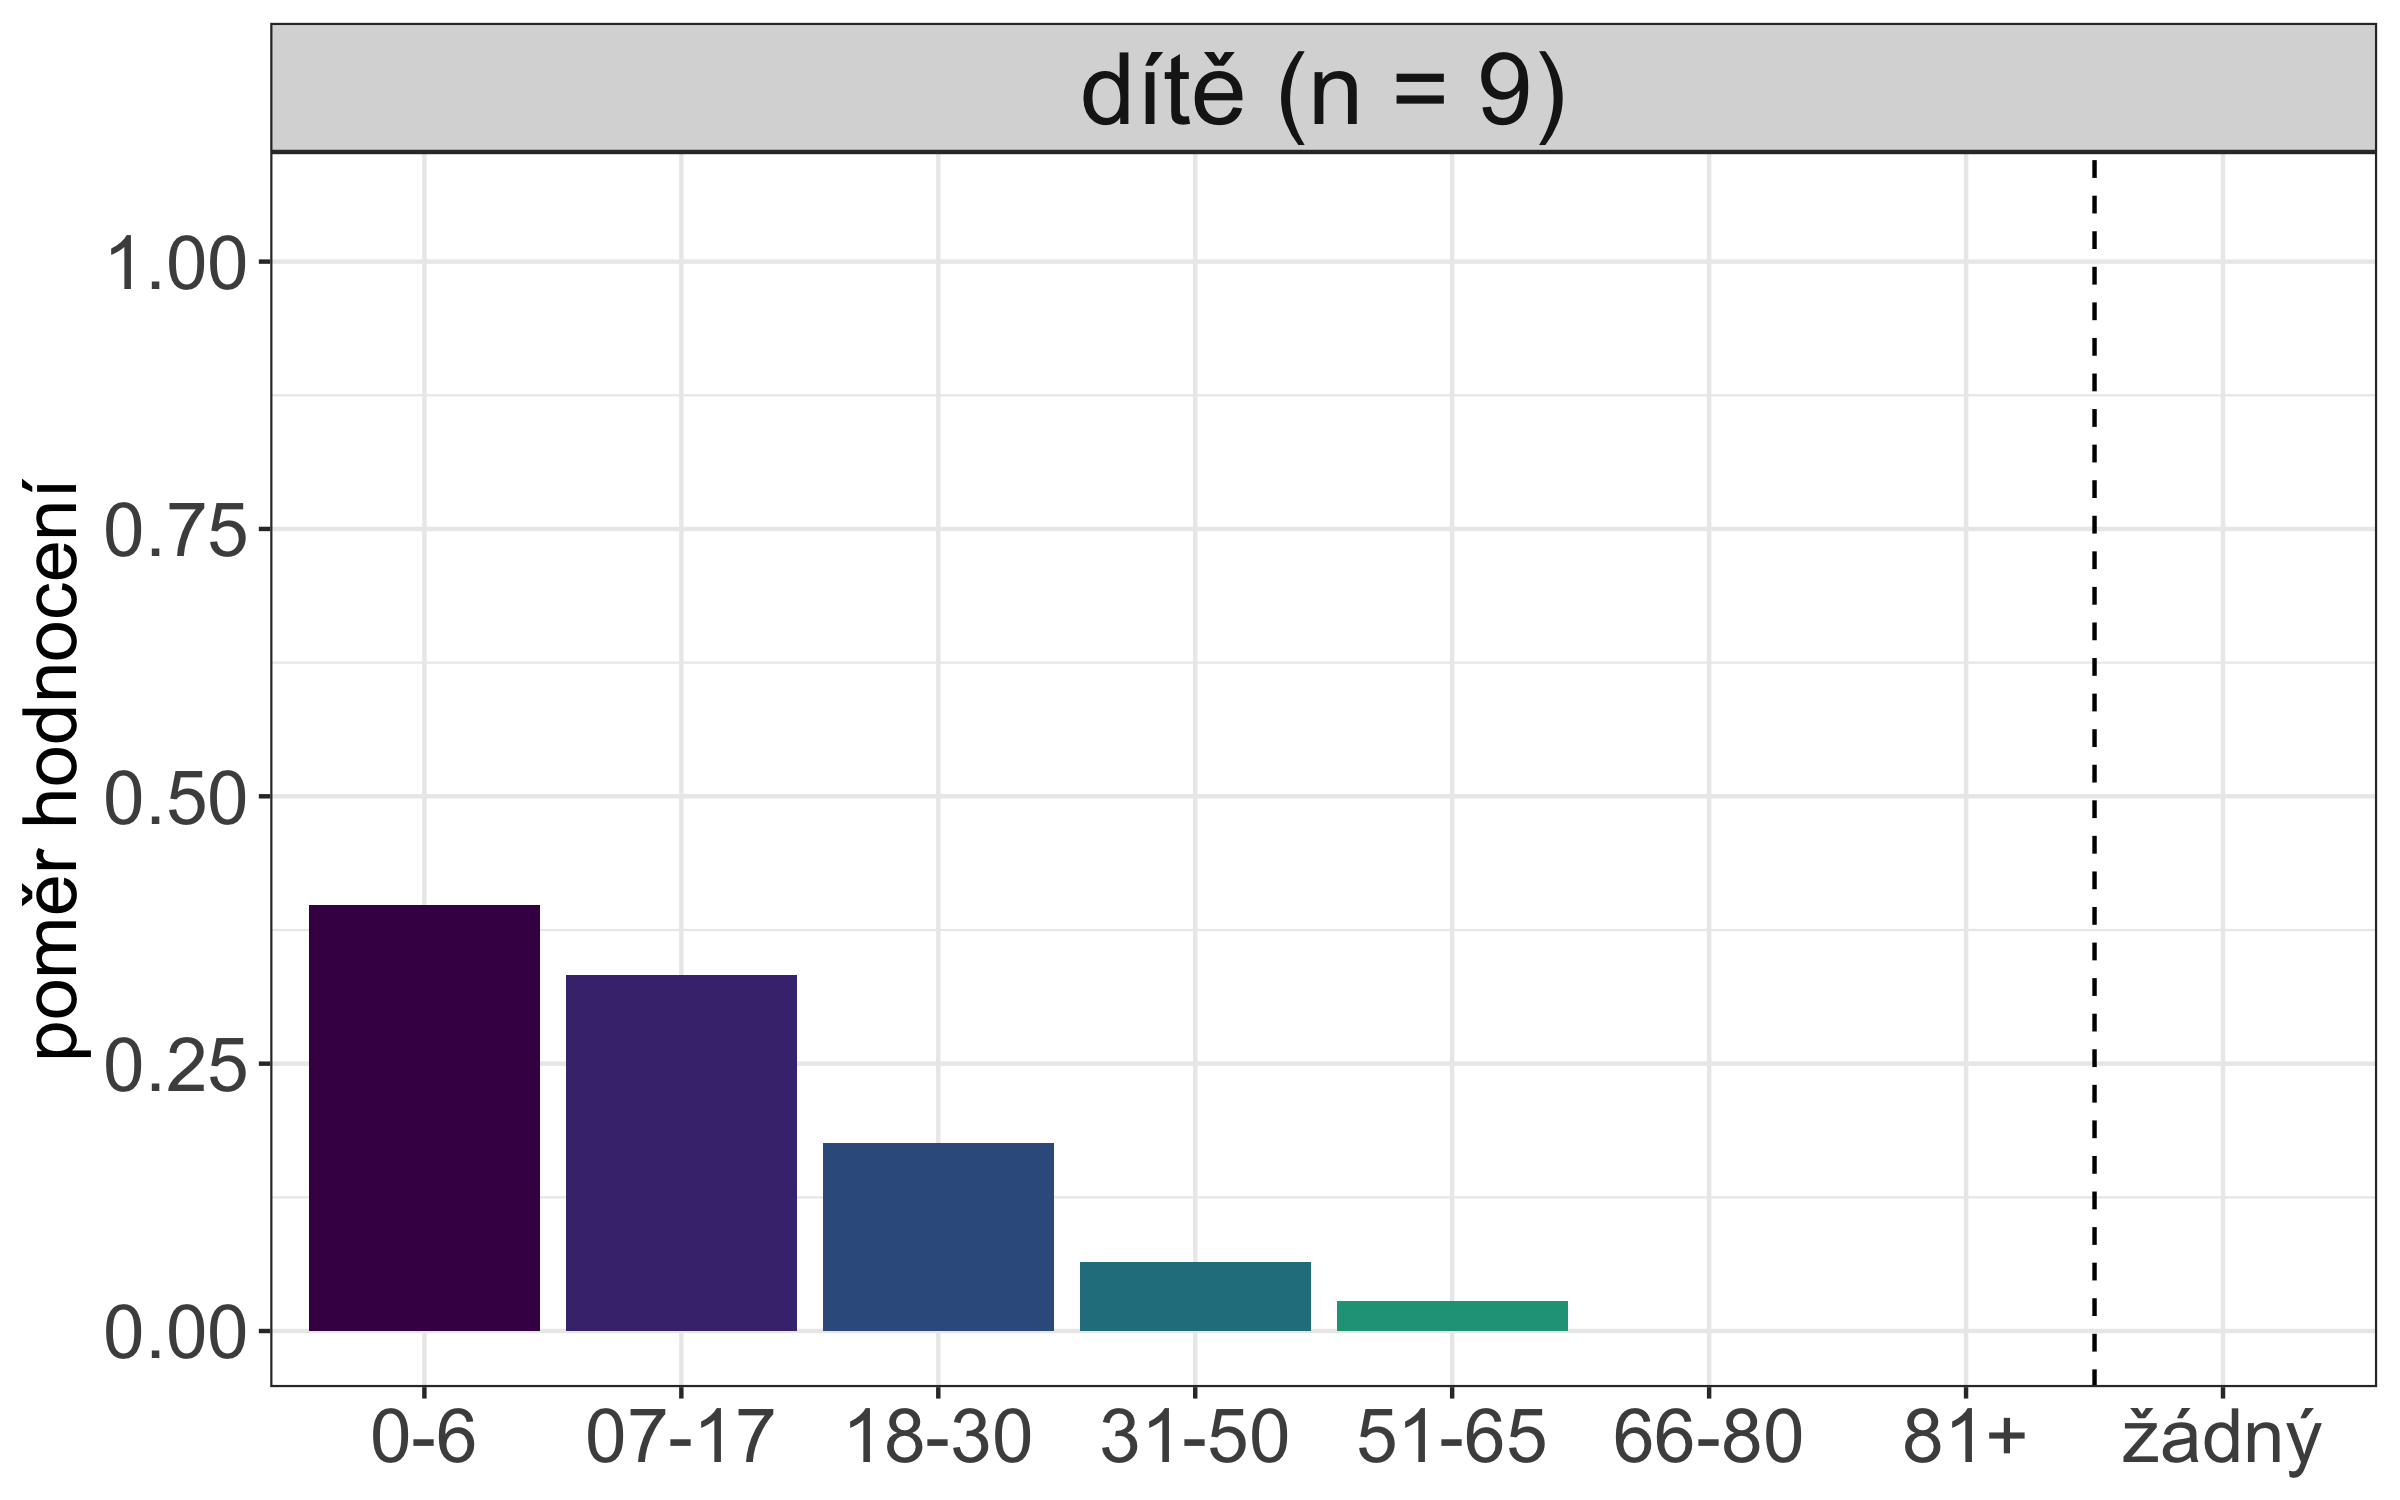 dítě (n = 9)
poměr hodnocení
1.00
0.75
0.50
0.25
0.00
0-6 07-17 18-30 31-50 51-65 66-80 81+ žádný